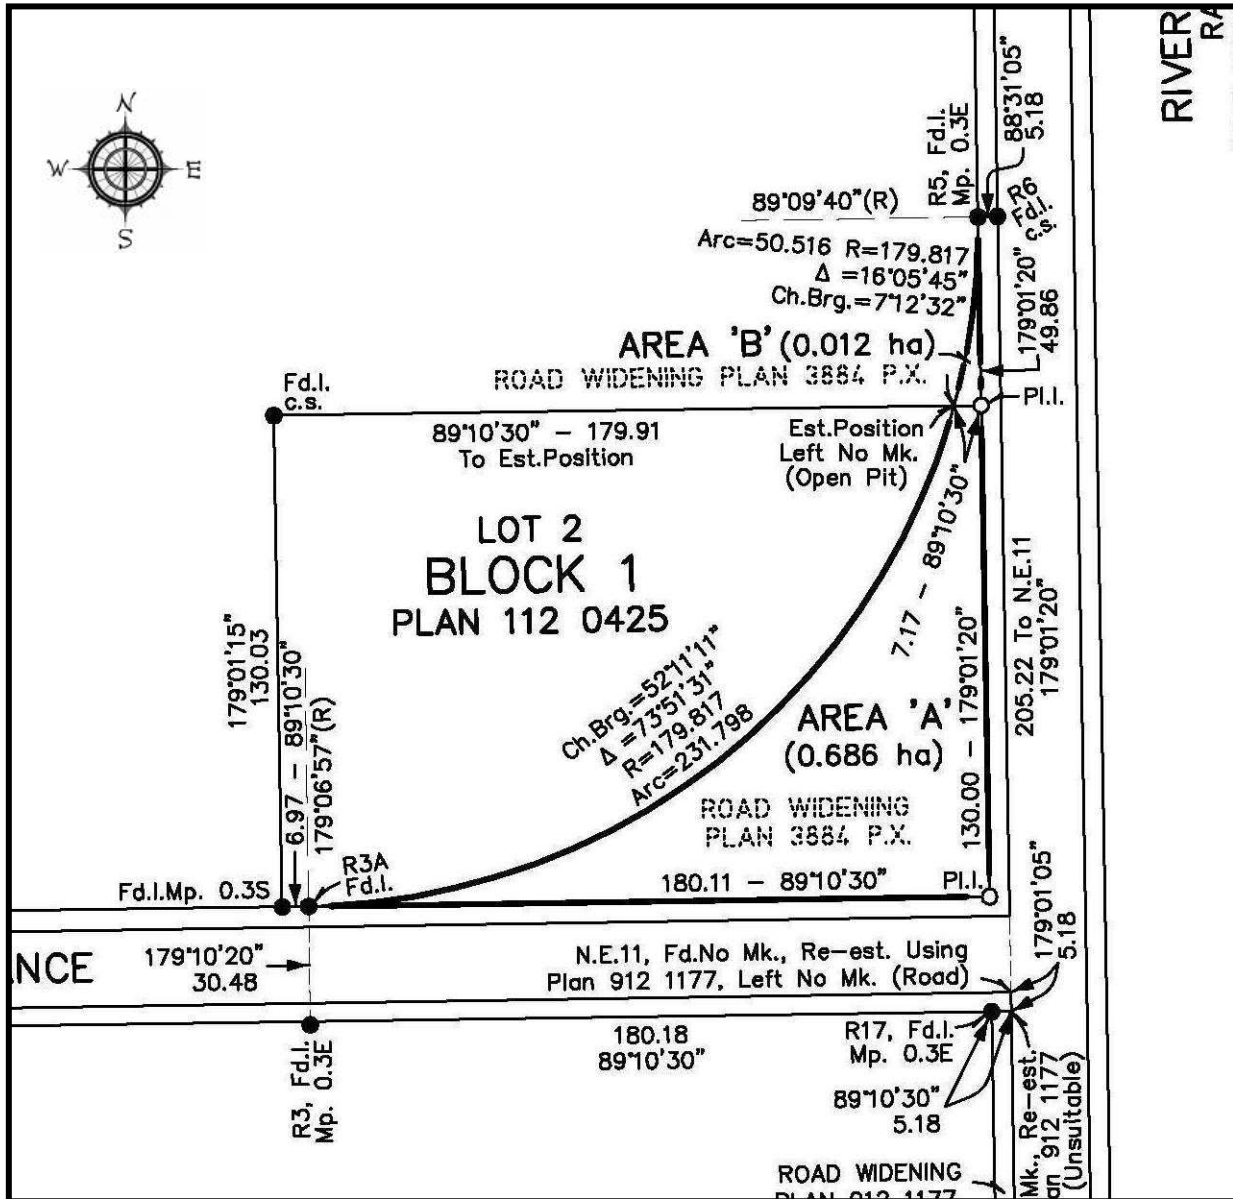 RIVER
RA
N
W E
S
R5, Fd.I.
Mp. 0.3E
88°31'05"
5.18
R6
Fd.I.
c.s.
89°09'40"(R)
Arc=50.516 R=179.817
Δ =16°05'45"
Ch.Brg.=7°12'32"
179°01'20"
49.86
AREA 'B' (0.012 ha)
ROAD WIDENING PLAN 3884 P.X.
Fd.I.
c.s.
Pl.I.
89°10'30" - 179.91
To Est.Position
Est.Position
Left No Mk.
(Open Pit)
7.17 - 89°10'30"
LOT 2
BLOCK 1
PLAN 112 0425
205.22 To N.E.11
179°01'20"
179°01'15"
130.03
6.97 - 89°10'30"
179°06'57"(R)
Ch.Brg.=52°11'11"
Δ =73°51'31"
R=179.817
Arc=231.798
AREA 'A'
(0.686 ha)
130.00 - 179°01'20"
ROAD WIDENING
PLAN 3884 P.X.
R3A
Fd.I.
Fd.I.Mp. 0.3S
180.11 - 89°10'30"
Pl.I.
179°01'05"
5.18
NCE
179°10'20"
30.48
N.E.11, Fd.No Mk., Re-est. Using
Plan 912 1177, Left No Mk. (Road)
R3, Fd.I.
Mp. 0.3E
180.18
89°10'30"
R17, Fd.I.
Mp. 0.3E
89°10'30"
5.18
Mk., Re-est.
an 912 1177
(Unsuitable)
ROAD WIDENING
PLAN 912 1177